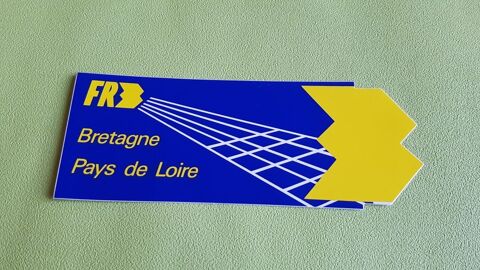 FR3
Bretagne
Pays de Loire